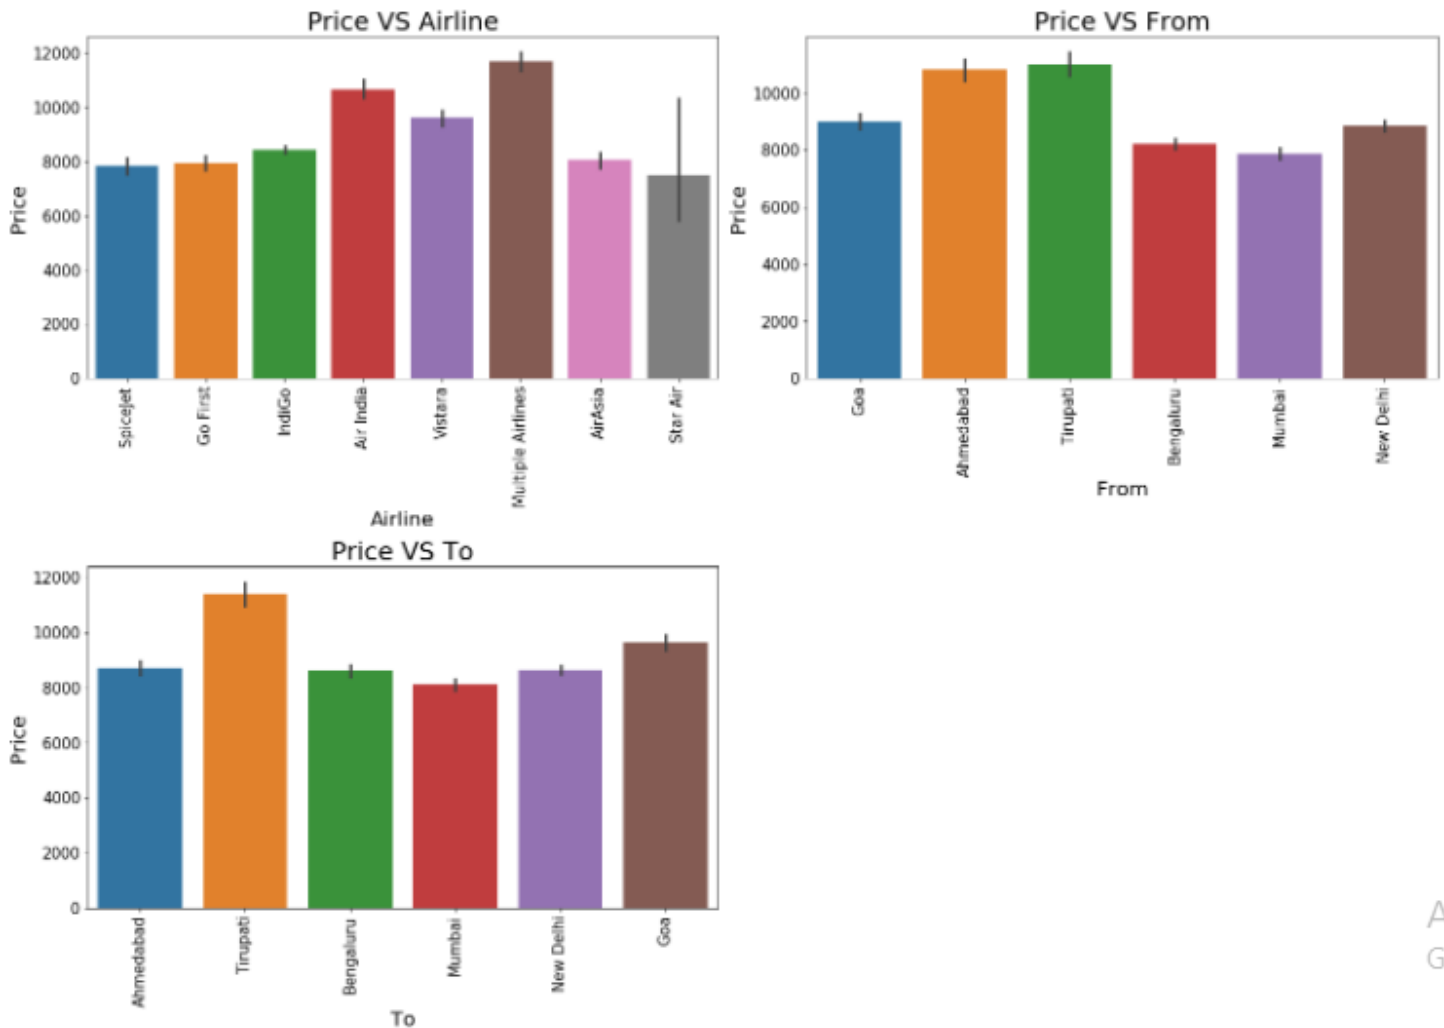 Price VS Airline
12000
10000
8000
6000
4000
2000
0
Price
SpiceJet
Go First
IndiGo
Air India
Vistara
Multiple Airlines
AirAsia
Star Air
Airline
Price VS From
10000
8000
6000
4000
2000
0
Price
Goa
Ahmedabad
Tirupati
Bengaluru
Mumbai
New Delhi
From
Price VS To
12000
10000
8000
6000
4000
2000
0
Price
Ahmedabad
Tirupati
Bengaluru
Mumbai
New Delhi
Goa
To
A
G